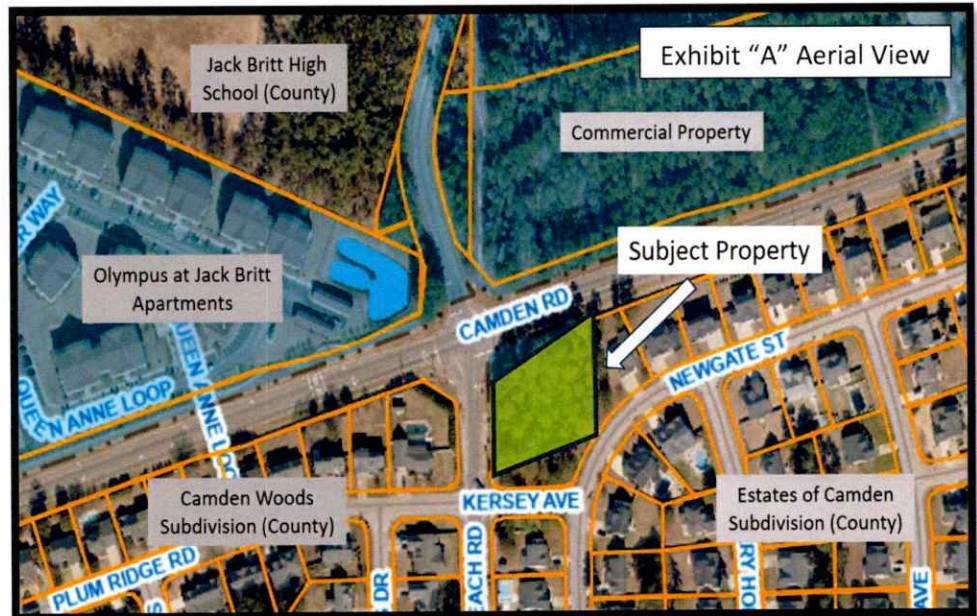 Jack Britt High
School (County)
Exhibit "A" Aerial View
Commercial Property
Subject Property
Olympus at Jack Britt
Apartments
CAMDEN RD
NEWGATE ST
QUEEN ANNE LOOP
Camden Woods
Subdivision (County)
KERSEY AVE
Estates of Camden
Subdivision (County)
PLUM RIDGE RD
DR
AVE